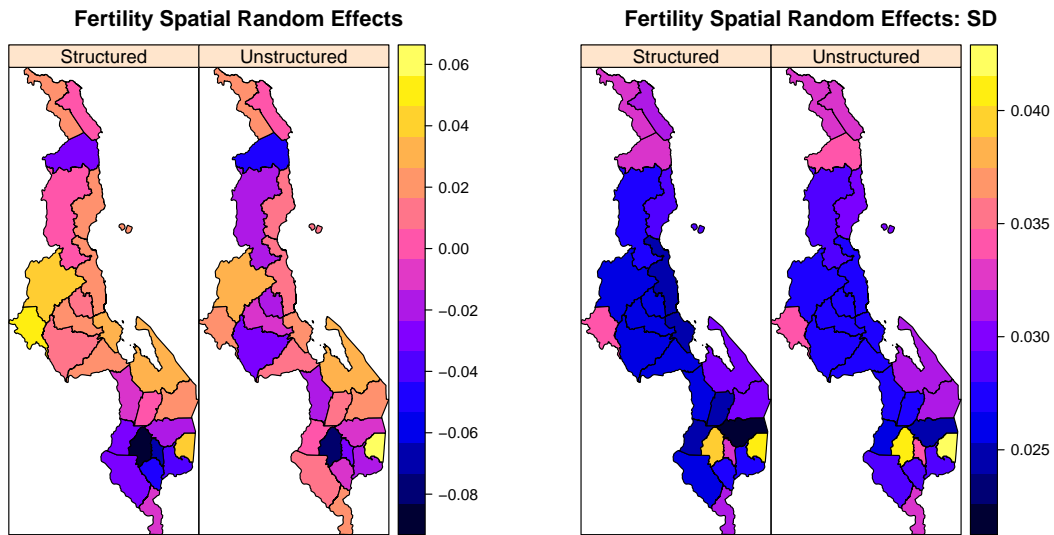 Fertility Spatial Random Effects
Structured
Unstructured
0.06
0.04
0.02
0.00
−0.02
−0.04
−0.06
−0.08
Fertility Spatial Random Effects: SD
Structured
Unstructured
0.040
0.035
0.030
0.025